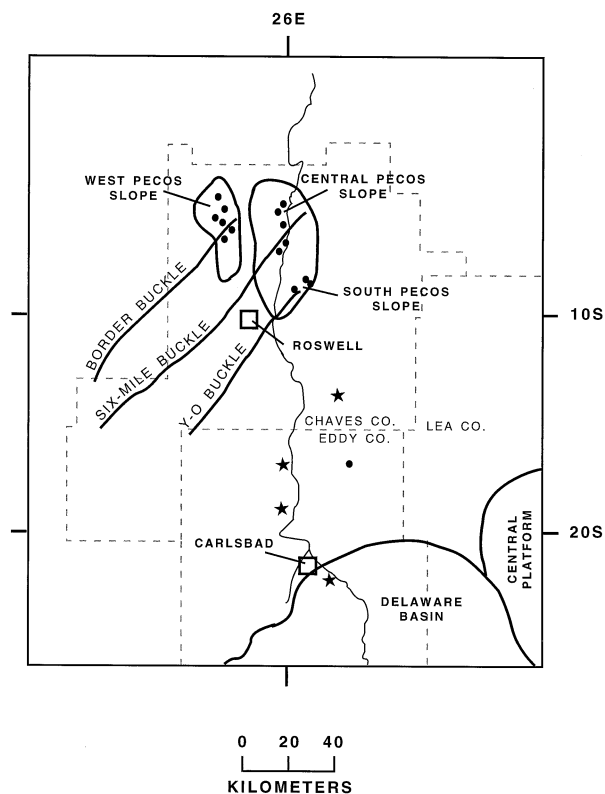 26E
WEST PECOS
SLOPE
CENTRAL PECOS
SLOPE
BORDER BUCKLE
SOUTH PECOS
SLOPE
10S
SIX-MILE BUCKLE
ROSWELL
Y-O BUCKLE
CHAVES CO.
EDDY CO.
LEA CO.
20S
CARLSBAD
CENTRAL
PLATFORM
DELAWARE
BASIN
0 20 40
KILOMETERS